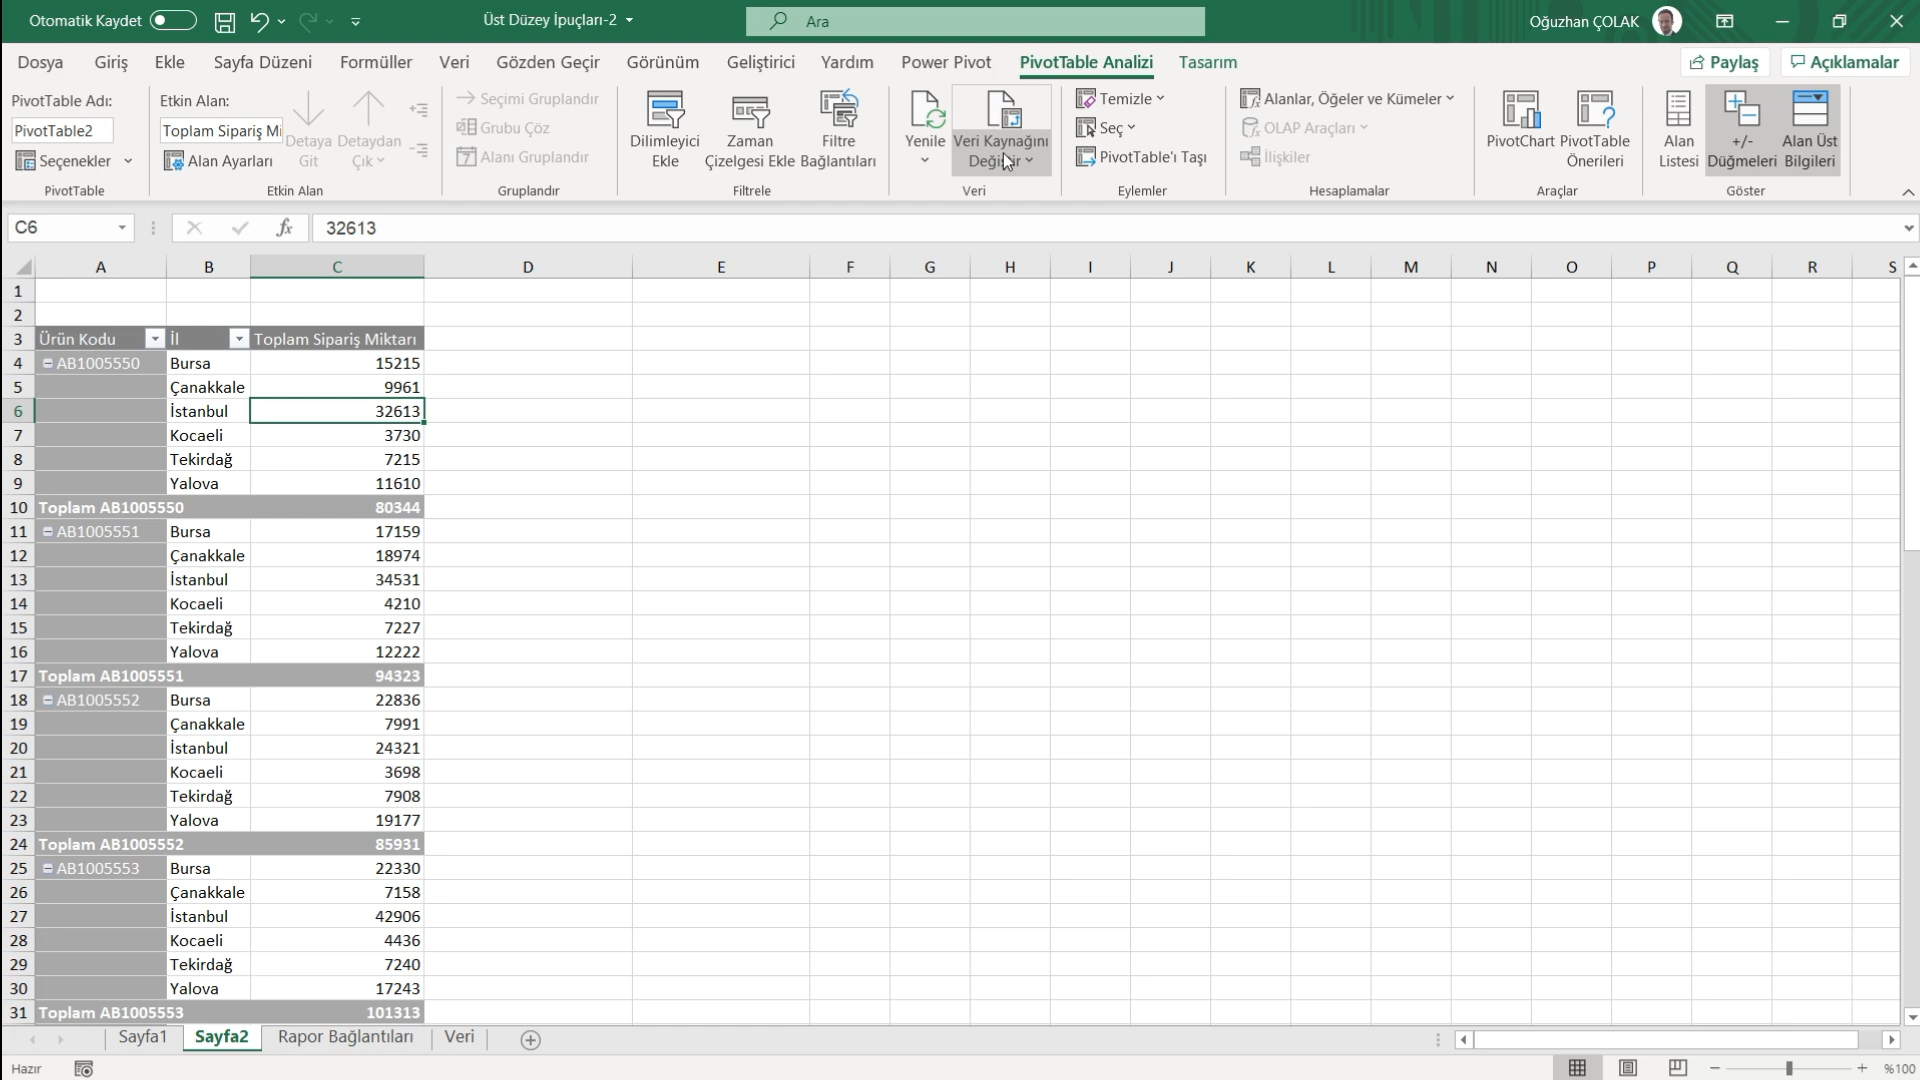 Otomatik Kaydet
Üst Düzey İpuçları-2
Ara
Oğuzhan ÇOLAK
Dosya Giriş Ekle Sayfa Düzeni Formüller Veri Gözden Geçir Görünüm Geliştirici Yardım Power Pivot PivotTable Analizi Tasarım Paylaş Açıklamalar
PivotTable Adı:
PivotTable2
Seçenekler
PivotTable
Etkin Alan:
Toplam Sipariş Mi
Alan Ayarları
Detaya Git
Detaydan Çık
Etkin Alan
Seçimi Gruplandır
Grubu Çöz
Alanı Gruplandır
Gruplandır
Dilimleyici Ekle
Zaman Çizelgesi Ekle
Filtre Bağlantıları
Filtrele
Yenile
Veri Kaynağını Değiştir
Veri
Temizle
Seç
PivotTable'ı Taşı
Eylemler
Alanlar, Öğeler ve Kümeler
OLAP Araçları
İlişkiler
Hesaplamalar
PivotChart
PivotTable Önerileri
Araçlar
Alan Listesi
+/- Düğmeleri
Alan Üst Bilgileri
Göster
C6 fx 32613
A B C D E F G H I J K L M N O P Q R S
1
2
3 Ürün Kodu İl Toplam Sipariş Miktarı
4 AB1005550 Bursa 15215
5 Çanakkale 9961
6 İstanbul 32613
7 Kocaeli 3730
8 Tekirdağ 7215
9 Yalova 11610
10 Toplam AB1005550 80344
11 AB1005551 Bursa 17159
12 Çanakkale 18974
13 İstanbul 34531
14 Kocaeli 4210
15 Tekirdağ 7227
16 Yalova 12222
17 Toplam AB1005551 94323
18 AB1005552 Bursa 22836
19 Çanakkale 7991
20 İstanbul 24321
21 Kocaeli 3698
22 Tekirdağ 7908
23 Yalova 19177
24 Toplam AB1005552 85931
25 AB1005553 Bursa 22330
26 Çanakkale 7158
27 İstanbul 42906
28 Kocaeli 4436
29 Tekirdağ 7240
30 Yalova 17243
31 Toplam AB1005553 101313
Sayfa1 Sayfa2 Rapor Bağlantıları Veri
Hazır
%100